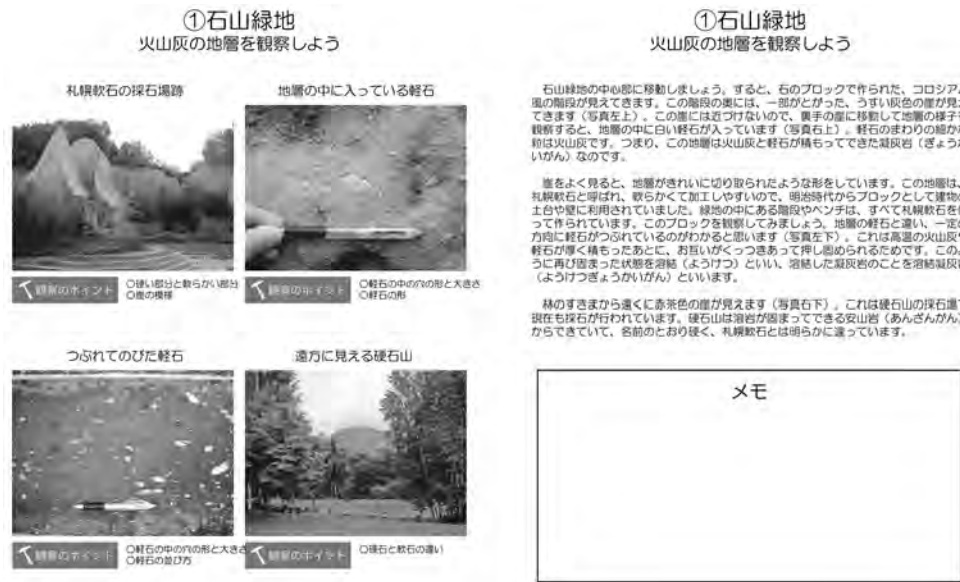 ①石山緑地
火山灰の地層を観察しよう
札幌軟石の採石場跡
地層の中に入っている軽石
観察のポイント
○硬い部分と軟らかい部分
○崖の模様
観察のポイント
○軽石の中の穴の形と大きさ
○軽石の形
つぶれてのびた軽石
遠方に見える硬石山
観察のポイント
○軽石の中の穴の形と大きさ
○軽石の並び方
観察のポイント
○硬石と軟石の違い
①石山緑地
火山灰の地層を観察しよう
石山緑地の中心部に移動しましょう。すると、石のブロックで作られた、コロシアム
風の階段が見えてきます。この階段の奥には、一部がとがった、うすい灰色の崖が見え
てきます(写真左上)。この崖には近づけないので、裏手の崖に移動して地層の様子を
観察すると、地層の中に白い軽石が入っています(写真右上)。軽石のまわりの細かな
粒は火山灰です。つまり、この地層は火山灰と軽石が積もってできた凝灰岩(ぎょうか
いがん)なのです。
崖をよく見ると、地層がきれいに切り取られたような形をしています。この地層は、
札幌軟石と呼ばれ、軟らかくて加工しやすいので、明治時代からブロックとして建物の
土台や壁に利用されていました。緑地の中にある階段やベンチは、すべて札幌軟石を使
って作られています。このブロックを観察してみましょう。地層の軽石と違い、一定の
方向に軽石がつぶれているのがわかると思います(写真左下)。これは高温の火山灰や
軽石が厚く積もったあとに、お互いがくっつきあって押し固められるためです。このよ
うに再び固まった状態を溶結(ようけつ)といい、溶結した凝灰岩のことを溶結凝灰岩
(ようけつぎょうかいがん)といいます。
林のすきまから遠くに赤茶色の崖が見えます(写真右下)。これは硬石山の採石場で
現在も採石が行われています。硬石山は溶岩が固まってできる安山岩(あんざんがん)
からできていて、名前のとおり硬く、札幌軟石とは明らかに違っています。
メモ